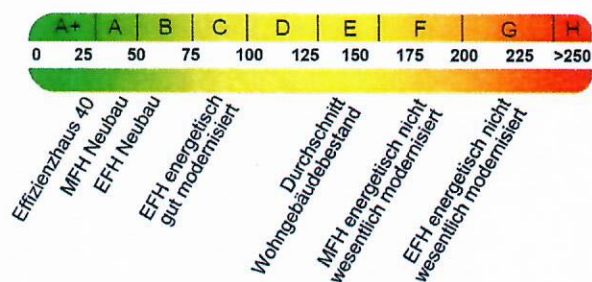 A+ A B C D E F G H
0 25 50 75 100 125 150 175 200 225 >250
Effizienzhaus 40
MFH Neubau
EFH Neubau
EFH energetisch
gut modernisiert
Durchschnitt
Wohngebäudebestand
MFH energetisch nicht
wesentlich modernisiert
EFH energetisch nicht
wesentlich modernisiert